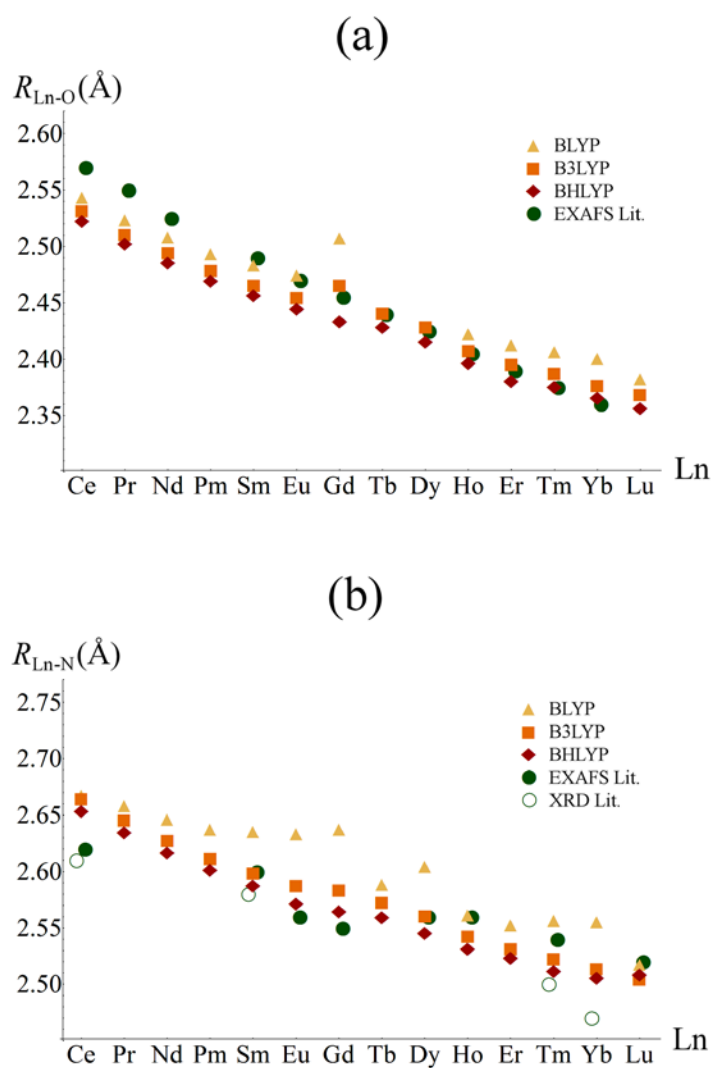 (a)
R Ln-O (Å)
2.60
2.55
2.50
2.45
2.40
2.35
BLYP
B3LYP
BHLYP
EXAFS Lit.
Ce Pr Nd Pm Sm Eu Gd Tb Dy Ho Er Tm Yb Lu Ln
(b)
R Ln-N (Å)
2.75
2.70
2.65
2.60
2.55
2.50
BLYP
B3LYP
BHLYP
EXAFS Lit.
XRD Lit.
Ce Pr Nd Pm Sm Eu Gd Tb Dy Ho Er Tm Yb Lu Ln